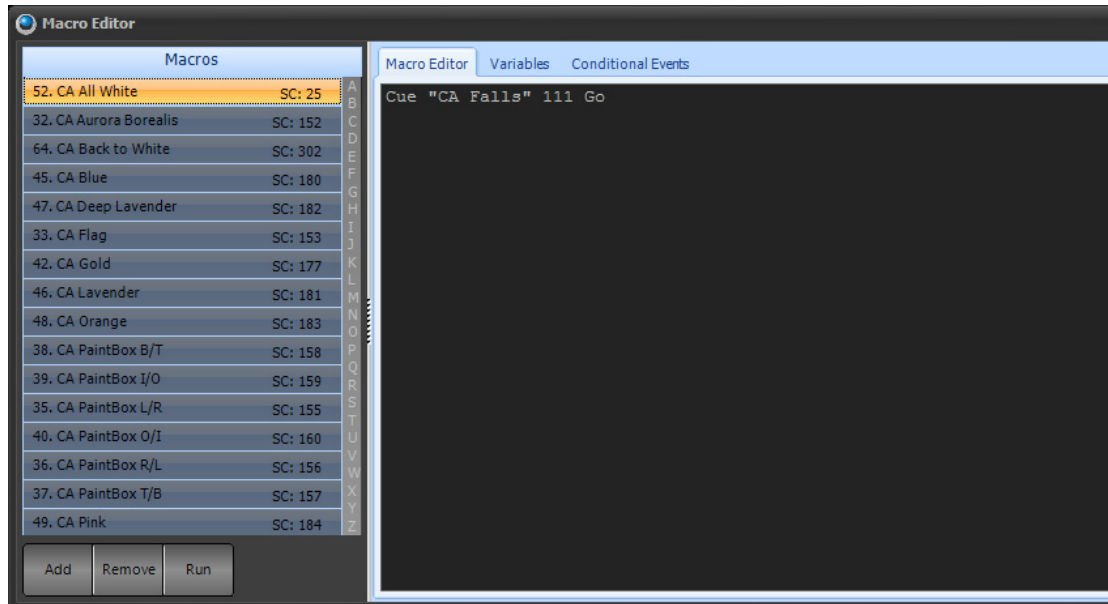 Macro Editor
Macros
52. CA All White SC: 25
32. CA Aurora Borealis SC: 152
64. CA Back to White SC: 302
45. CA Blue SC: 180
47. CA Deep Lavender SC: 182
33. CA Flag SC: 153
42. CA Gold SC: 177
46. CA Lavender SC: 181
48. CA Orange SC: 183
38. CA PaintBox B/T SC: 158
39. CA PaintBox I/O SC: 159
35. CA PaintBox L/R SC: 155
40. CA PaintBox O/I SC: 160
36. CA PaintBox R/L SC: 156
37. CA PaintBox T/B SC: 157
49. CA Pink SC: 184
A
B
C
D
E
F
G
H
I
J
K
L
M
N
O
P
Q
R
S
T
U
V
W
X
Y
Z
Add Remove Run
Macro Editor Variables Conditional Events
Cue "CA Falls" 111 Go